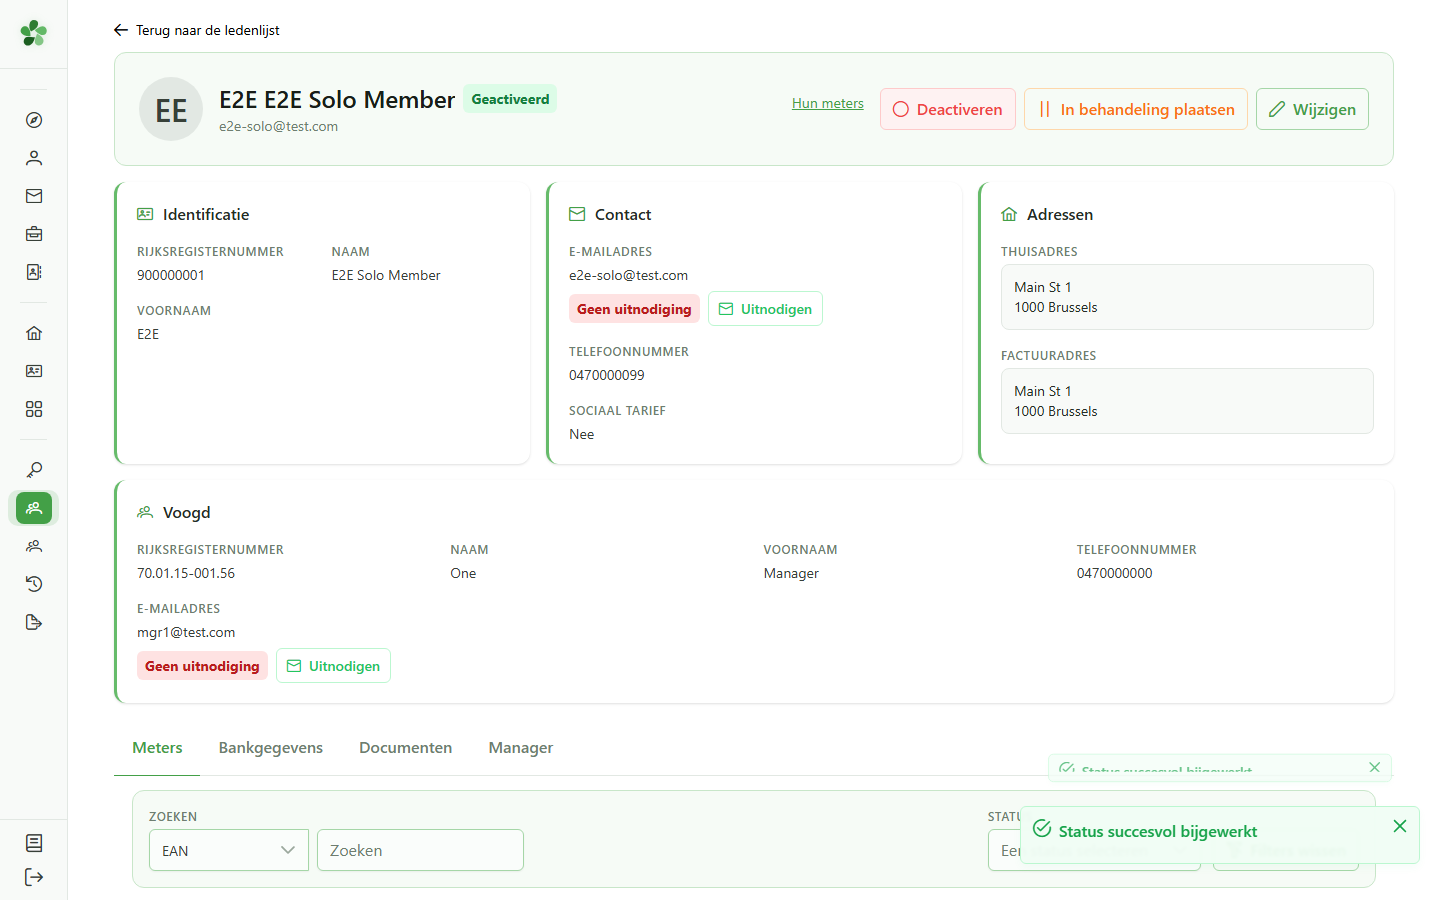 Terug naar de ledenlijst
EE
E2E E2E Solo Member
Geactiveerd
e2e-solo@test.com
Hun meters
Deactiveren
In behandeling plaatsen
Wijzigen
Identificatie
RIJKSREGISTERNUMMER
NAAM
900000001
E2E Solo Member
VOORNAAM
E2E
Contact
E-MAILADRES
e2e-solo@test.com
Geen uitnodiging
Uitnodigen
TELEFOONNUMMER
0470000099
SOCIAAL TARIEF
Nee
Adressen
THUISADRES
Main St 1
1000 Brussels
FACTUURADRES
Main St 1
1000 Brussels
Voogd
RIJKSREGISTERNUMMER
NAAM
VOORNAAM
TELEFOONNUMMER
70.01.15-001.56
One
Manager
0470000000
E-MAILADRES
mgr1@test.com
Geen uitnodiging
Uitnodigen
Meters
Bankgegevens
Documenten
Manager
Status succesvol bijgewerkt
ZOEKEN
EAN
Zoeken
Status succesvol bijgewerkt